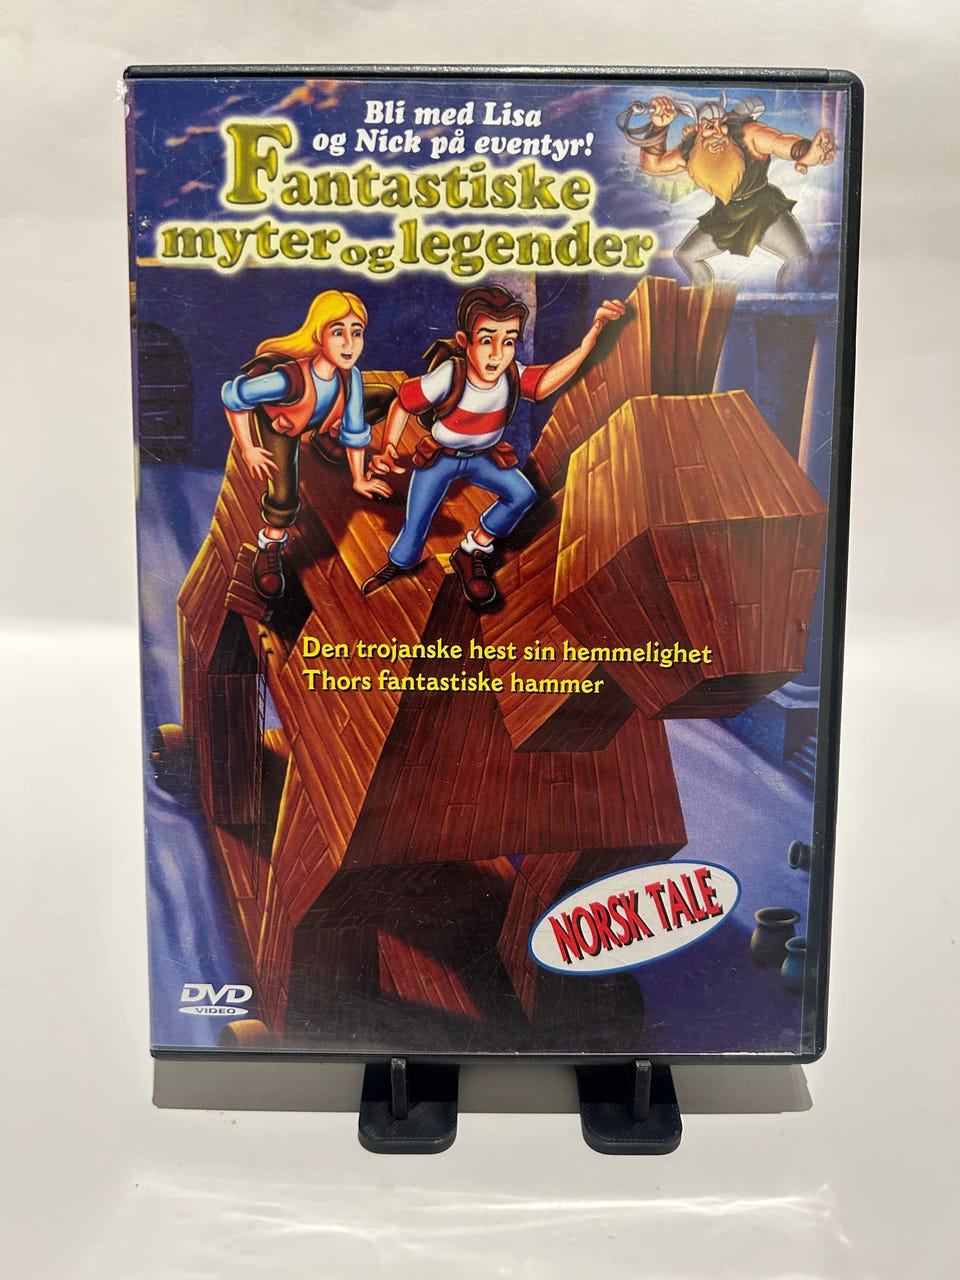 Bli med Lisa
og Nick på eventyr!
Fantastiske
myter og legender
Den trojanske hest sin hemmelighet
Thors fantastiske hammer
NORSK TALE
DVD
VIDEO